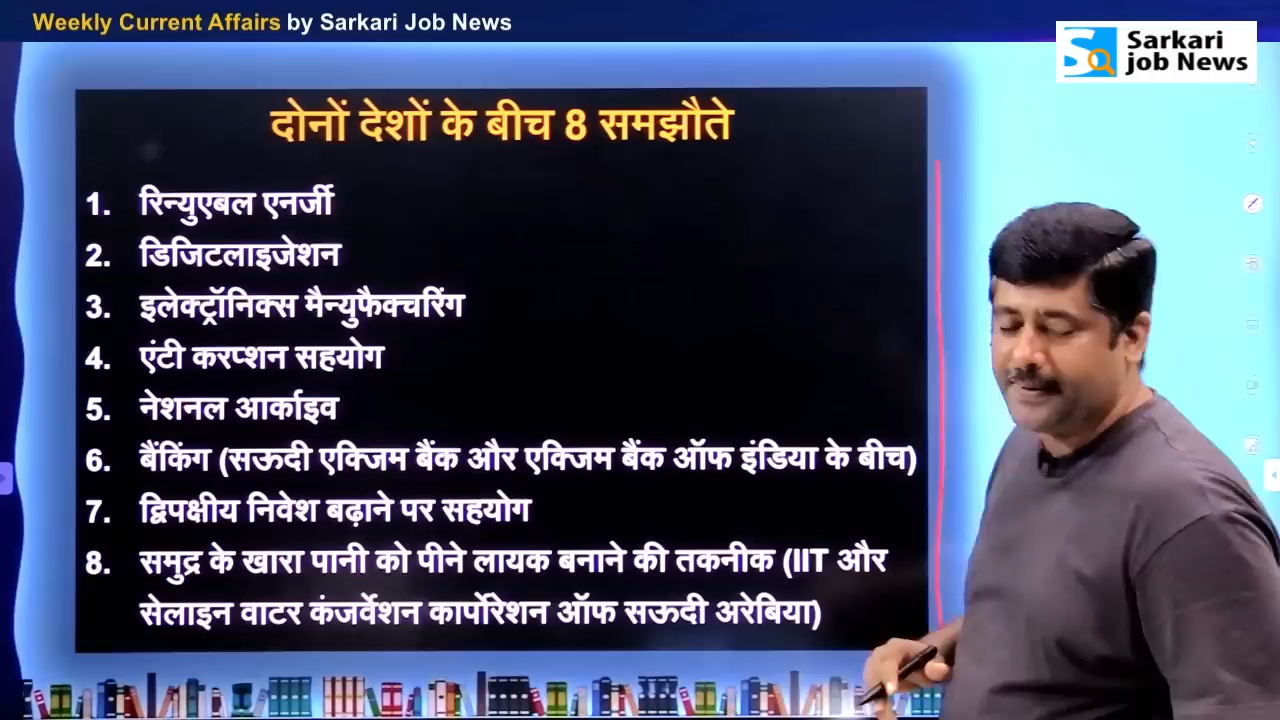 Weekly Current Affairs by Sarkari Job News
Sarkari
job News
दोनों देशों के बीच 8 समझौते
1. रिन्युएबल एनर्जी
2. डिजिटलाइजेशन
3. इलेक्ट्रॉनिक्स मैन्युफैक्चरिंग
4. एंटी करप्शन सहयोग
5. नेशनल आर्काइव
6. बैंकिंग (सऊदी एक्जिम बैंक और एक्जिम बैंक ऑफ इंडिया के बीच)
7. द्विपक्षीय निवेश बढ़ाने पर सहयोग
8. समुद्र के खारा पानी को पीने लायक बनाने की तकनीक (IIT और
सेलाइन वाटर कंजर्वेशन कार्पोरेशन ऑफ सऊदी अरेबिया)